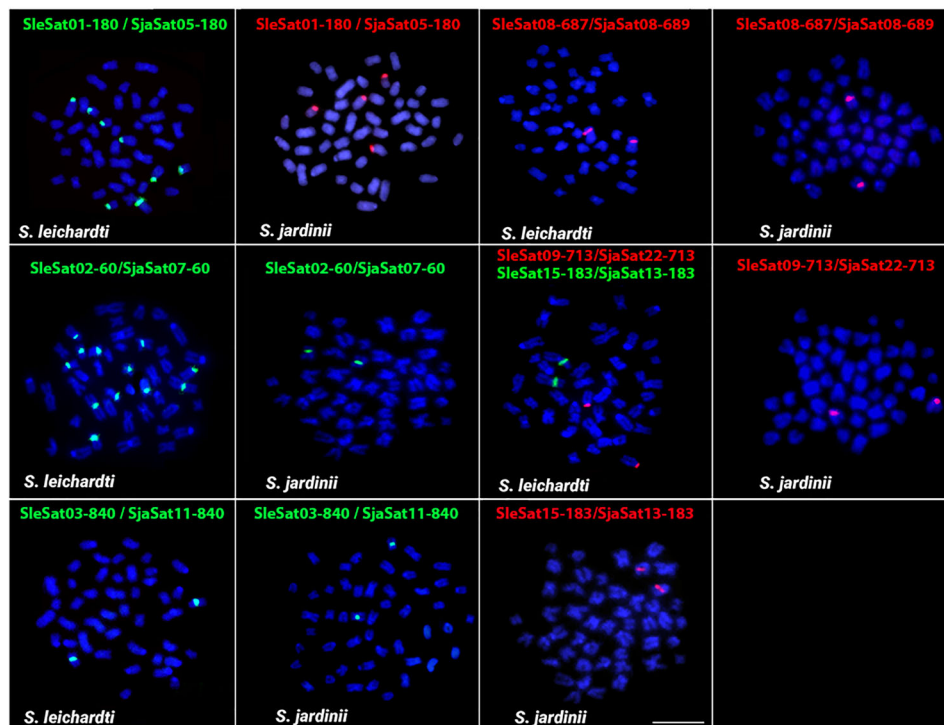 SleSat01-180 / SjaSat05-180
SleSat01-180 / SjaSat05-180
SleSat08-687/SjaSat08-689
SleSat08-687/SjaSat08-689
S. leichardti
S. jardinii
S. leichardti
S. jardinii
SleSat02-60/SjaSat07-60
SleSat02-60/SjaSat07-60
SleSat09-713/SjaSat22-713
SleSat15-183/SjaSat13-183
SleSat09-713/SjaSat22-713
S. leichardti
S. jardinii
S. leichardti
S. jardinii
SleSat03-840 / SjaSat11-840
SleSat03-840 / SjaSat11-840
SleSat15-183/SjaSat13-183
S. leichardti
S. jardinii
S. jardinii